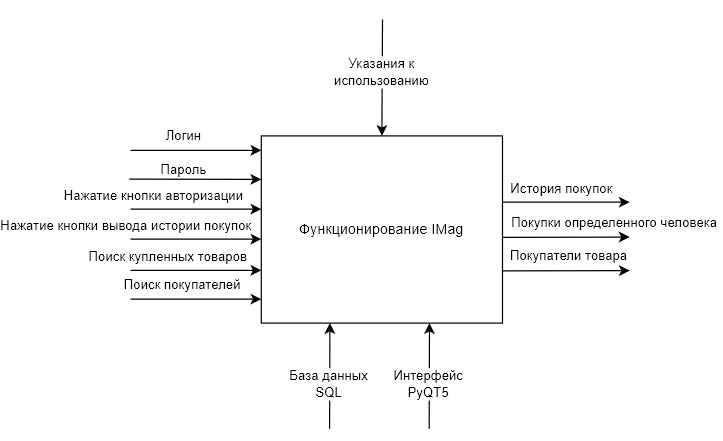 Указания к
использованию
Логин
Пароль
Нажатие кнопки авторизации
Нажатие кнопки вывода истории покупок
Поиск купленных товаров
Поиск покупателей
Функционирование IMag
История покупок
Покупки определенного человека
Покупатели товара
База данных
SQL
Интерфейс
PyQT5